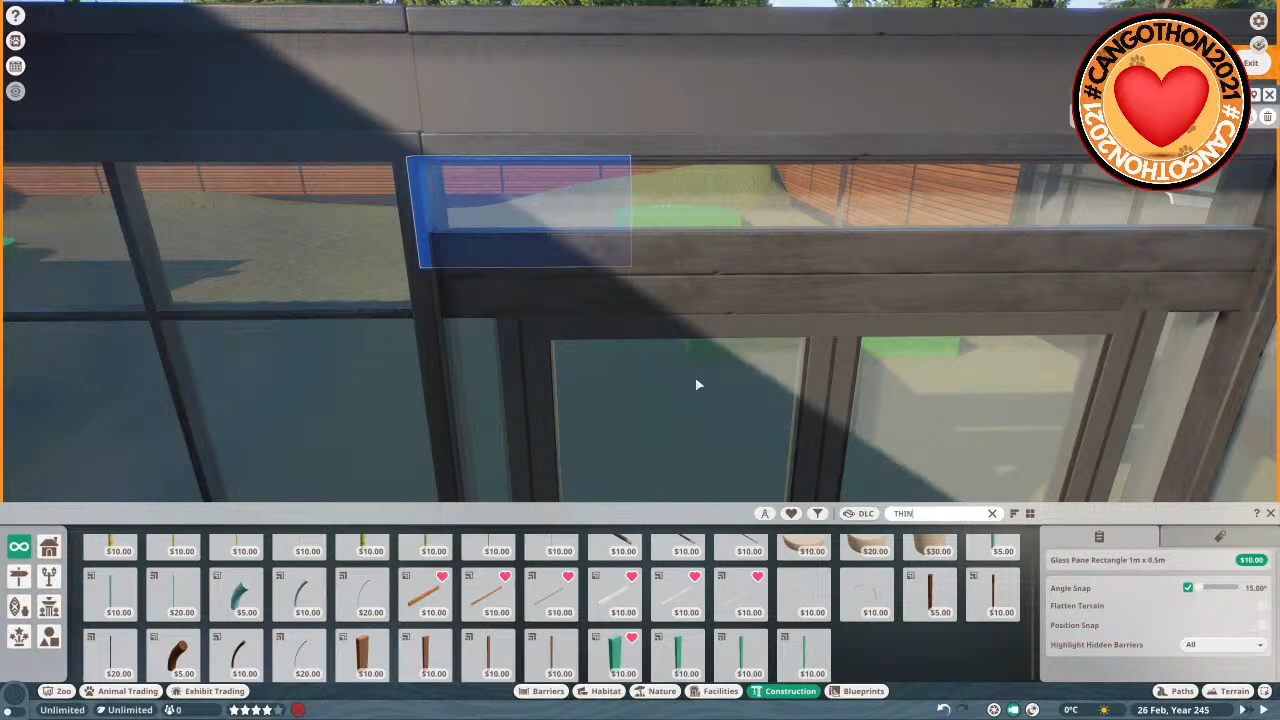 #CANGOTHON2021
#CANGOTHON2021
Exit
DLC
THIN
$10.00 $10.00 $10.00 $10.00 $10.00 $10.00 $10.00 $10.00 $10.00 $10.00 $10.00 $10.00 $20.00 $30.00 $5.00
$10.00 $20.00 $5.00 $10.00 $20.00 $10.00 $10.00 $10.00 $10.00 $10.00 $10.00 $10.00 $10.00 $5.00 $10.00
$20.00 $5.00 $10.00 $20.00 $10.00 $10.00 $10.00 $10.00 $10.00 $10.00 $10.00 $10.00
Glass Pane Rectangle 1m x 0.5m $10.00
Angle Snap 15.00°
Flatten Terrain
Position Snap
Highlight Hidden Barriers All
Zoo Animal Trading Exhibit Trading Barriers Habitat Nature Facilities Construction Blueprints Paths Terrain
Unlimited Unlimited 0 0°C 26 Feb, Year 245